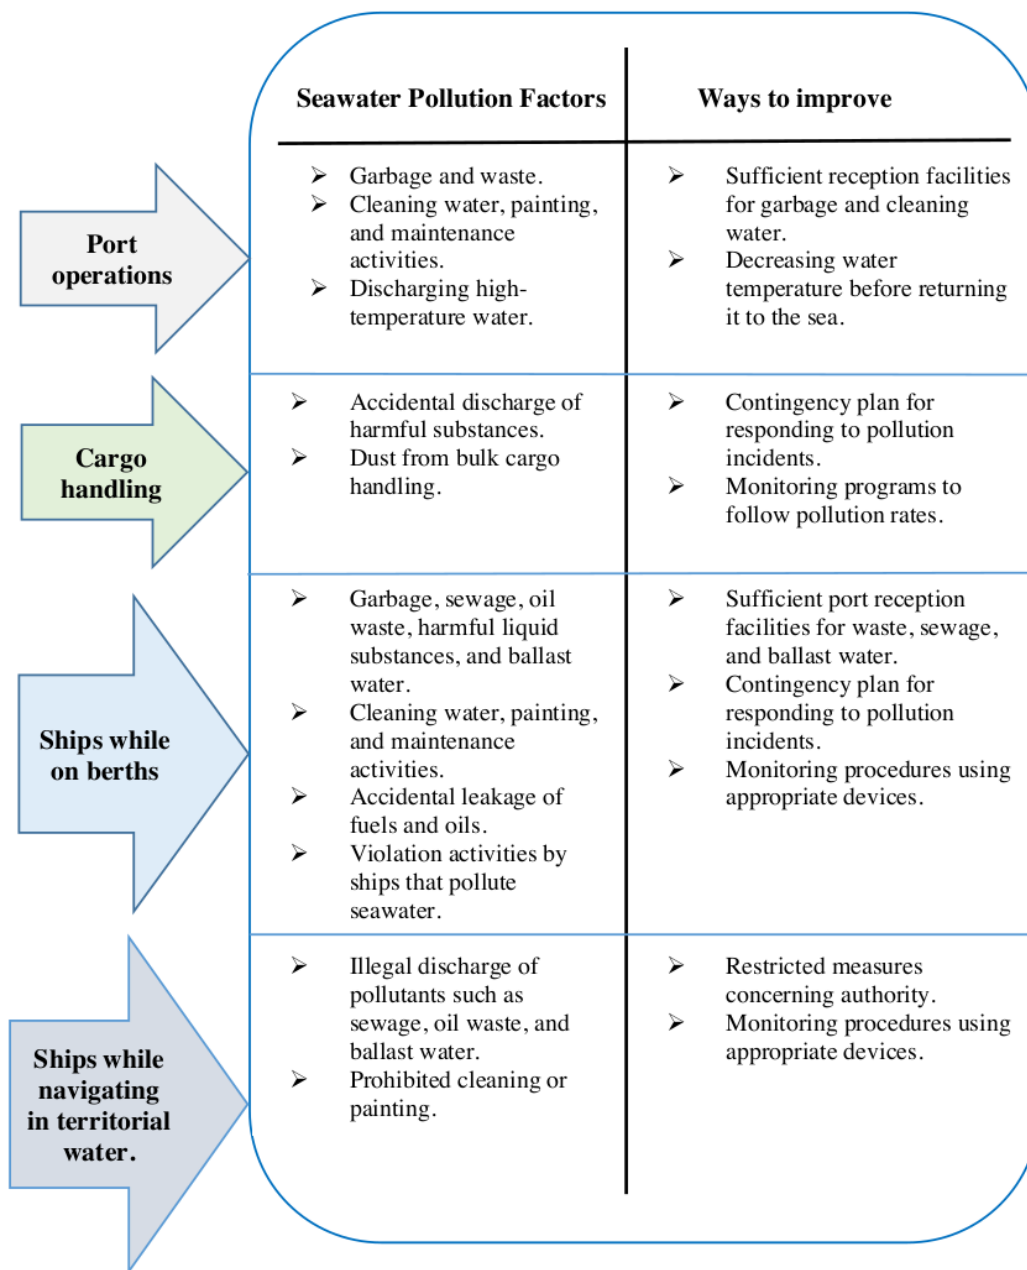 Seawater Pollution Factors
Ways to improve
Port
operations
➢ Garbage and waste.
➢ Cleaning water, painting,
and maintenance
activities.
➢ Discharging high-
temperature water.
➢ Sufficient reception facilities
for garbage and cleaning
water.
➢ Decreasing water
temperature before returning
it to the sea.
Cargo
handling
➢ Accidental discharge of
harmful substances.
➢ Dust from bulk cargo
handling.
➢ Contingency plan for
responding to pollution
incidents.
➢ Monitoring programs to
follow pollution rates.
Ships while
on berths
➢ Garbage, sewage, oil
waste, harmful liquid
substances, and ballast
water.
➢ Cleaning water, painting,
and maintenance
activities.
➢ Accidental leakage of
fuels and oils.
➢ Violation activities by
ships that pollute
seawater.
➢ Sufficient port reception
facilities for waste, sewage,
and ballast water.
➢ Contingency plan for
responding to pollution
incidents.
➢ Monitoring procedures using
appropriate devices.
Ships while
navigating
in territorial
water.
➢ Illegal discharge of
pollutants such as
sewage, oil waste, and
ballast water.
➢ Prohibited cleaning or
painting.
➢ Restricted measures
concerning authority.
➢ Monitoring procedures using
appropriate devices.